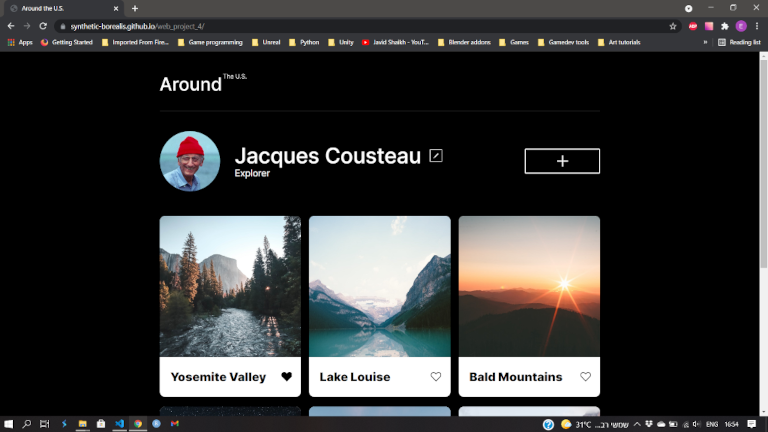 Around the U.S.
synthetic-borealis.github.io/web_project_4/
Apps
Getting Started
Imported From Fire...
Game programming
Unreal
Python
Unity
Javid Shaikh - YouT...
Blender addons
Games
Gamedev tools
Art tutorials
»
Reading list
Around The U.S.
Jacques Cousteau
Explorer
Yosemite Valley
Lake Louise
Bald Mountains
31°C שמשי רב...
ENG
16:54